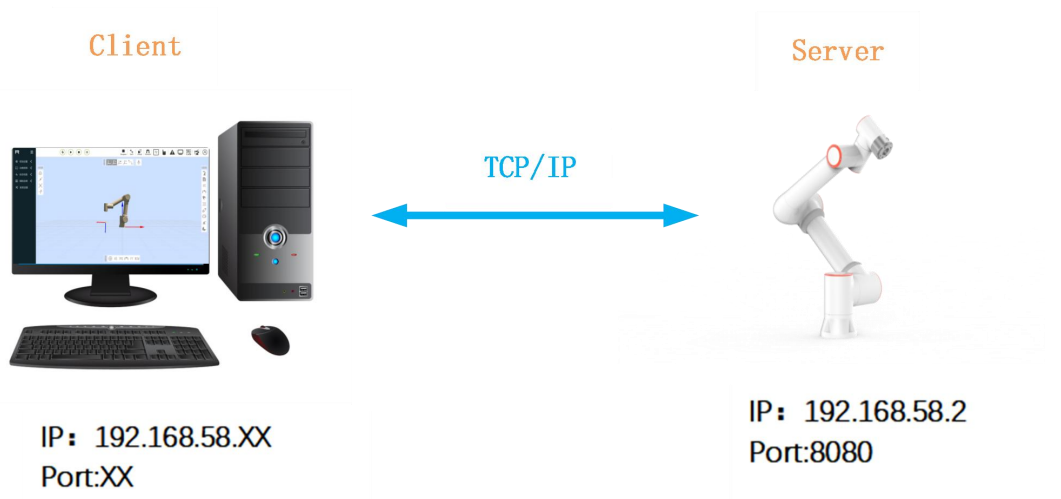 Client
Server
TCP/IP
IP：192.168.58.XX
Port:XX
IP：192.168.58.2
Port:8080